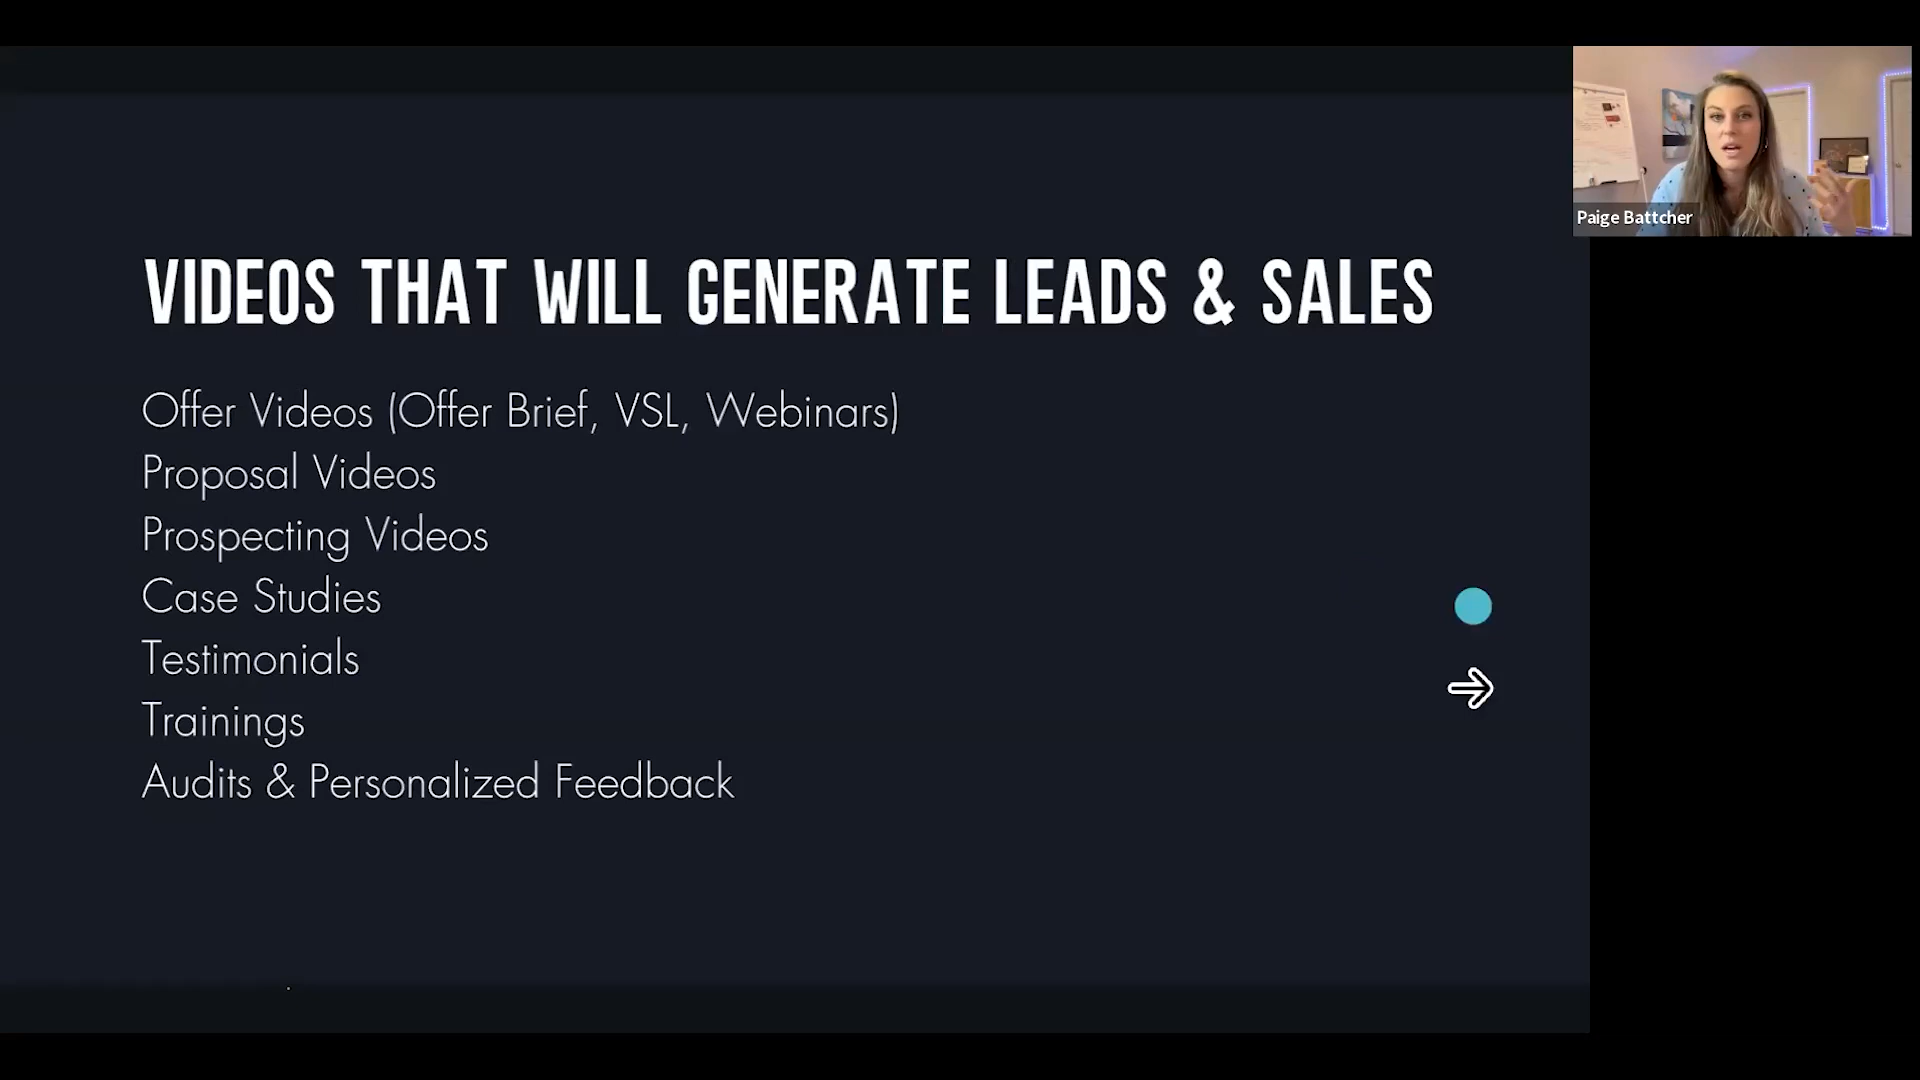 VIDEOS THAT WILL GENERATE LEADS & SALES
Offer Videos (Offer Brief, VSL, Webinars)
Proposal Videos
Prospecting Videos
Case Studies
Testimonials
Trainings
Audits & Personalized Feedback
Paige Battcher